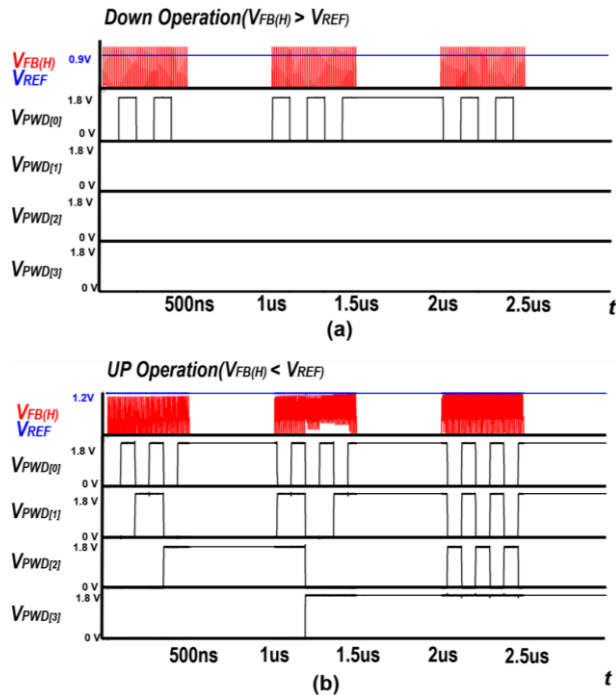 Down Operation(VFB(H) > VREF)
VFB(H) 0.9V
VREF
1.8 V
VPWD[0]
0 V
1.8 V
VPWD[1]
0 V
1.8 V
VPWD[2]
0 V
1.8 V
VPWD[3]
0 V
500ns 1us 1.5us 2us 2.5us t
(a)
UP Operation(VFB(H) < VREF)
1.2V
VFB(H)
VREF
1.8 V
VPWD[0]
0 V
1.8 V
VPWD[1]
0 V
1.8 V
VPWD[2]
0 V
1.8 V
VPWD[3]
0 V
500ns 1us 1.5us 2us 2.5us
t
(b)